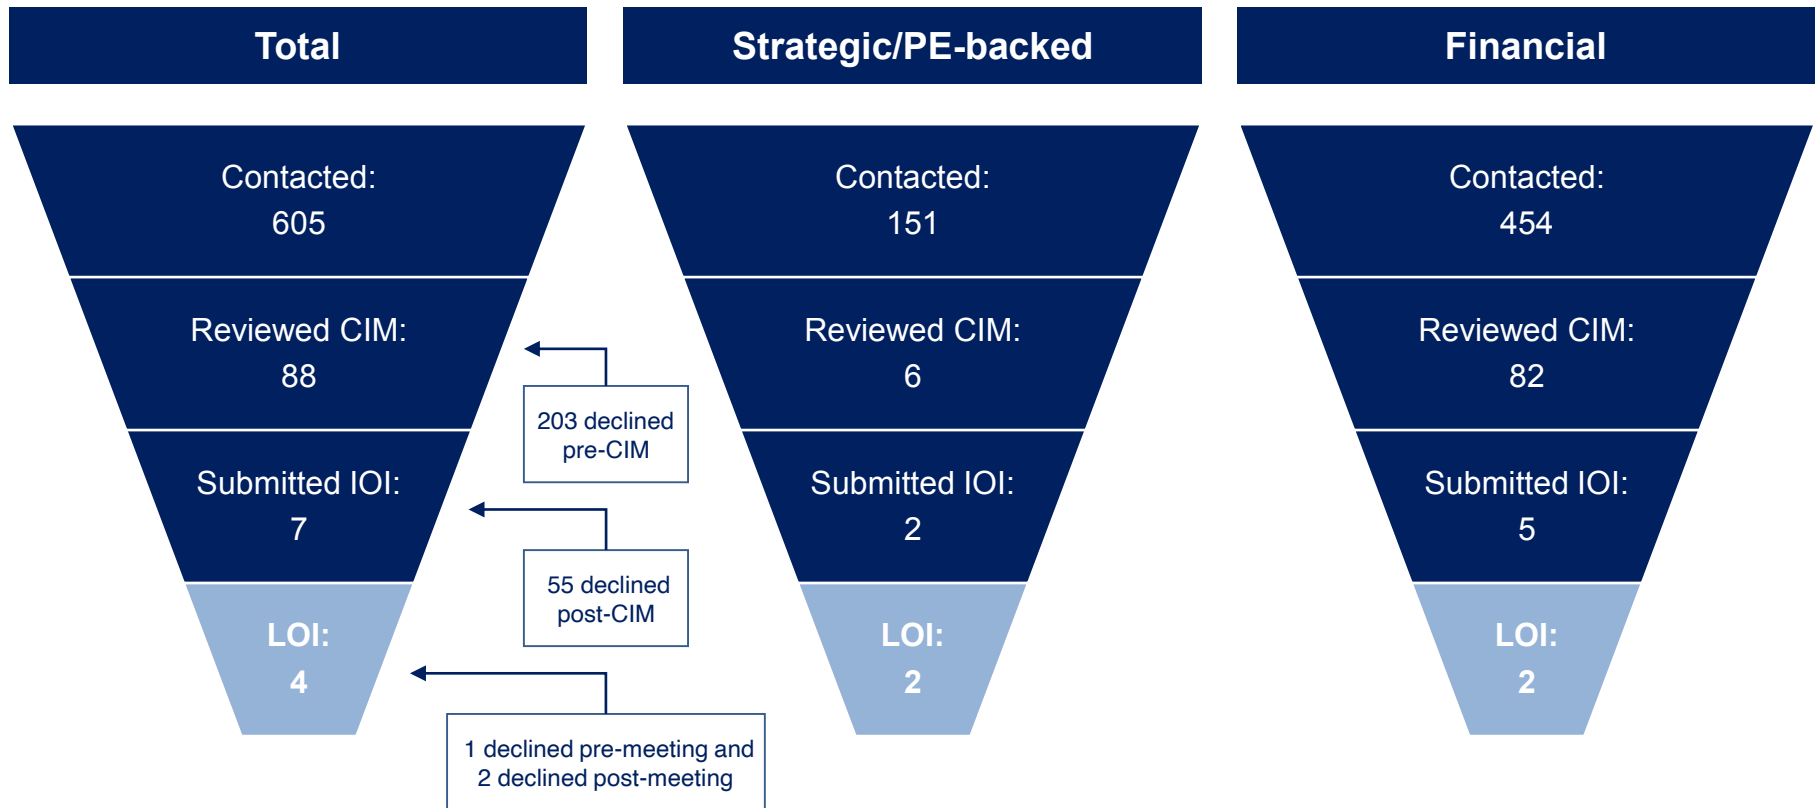 Total
Contacted:
605
Reviewed CIM:
88
203 declined
pre-CIM
Submitted IOI:
7
55 declined
post-CIM
LOI:
4
1 declined pre-meeting and
2 declined post-meeting
Strategic/PE-backed
Contacted:
151
Reviewed CIM:
6
Submitted IOI:
2
LOI:
2
Financial
Contacted:
454
Reviewed CIM:
82
Submitted IOI:
5
LOI:
2